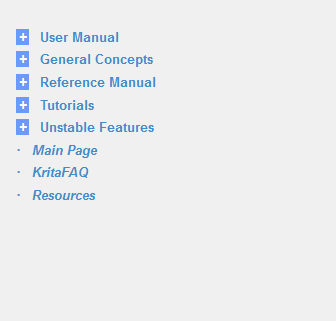 + User Manual
+ General Concepts
+ Reference Manual
+ Tutorials
+ Unstable Features
· Main Page
· KritaFAQ
· Resources